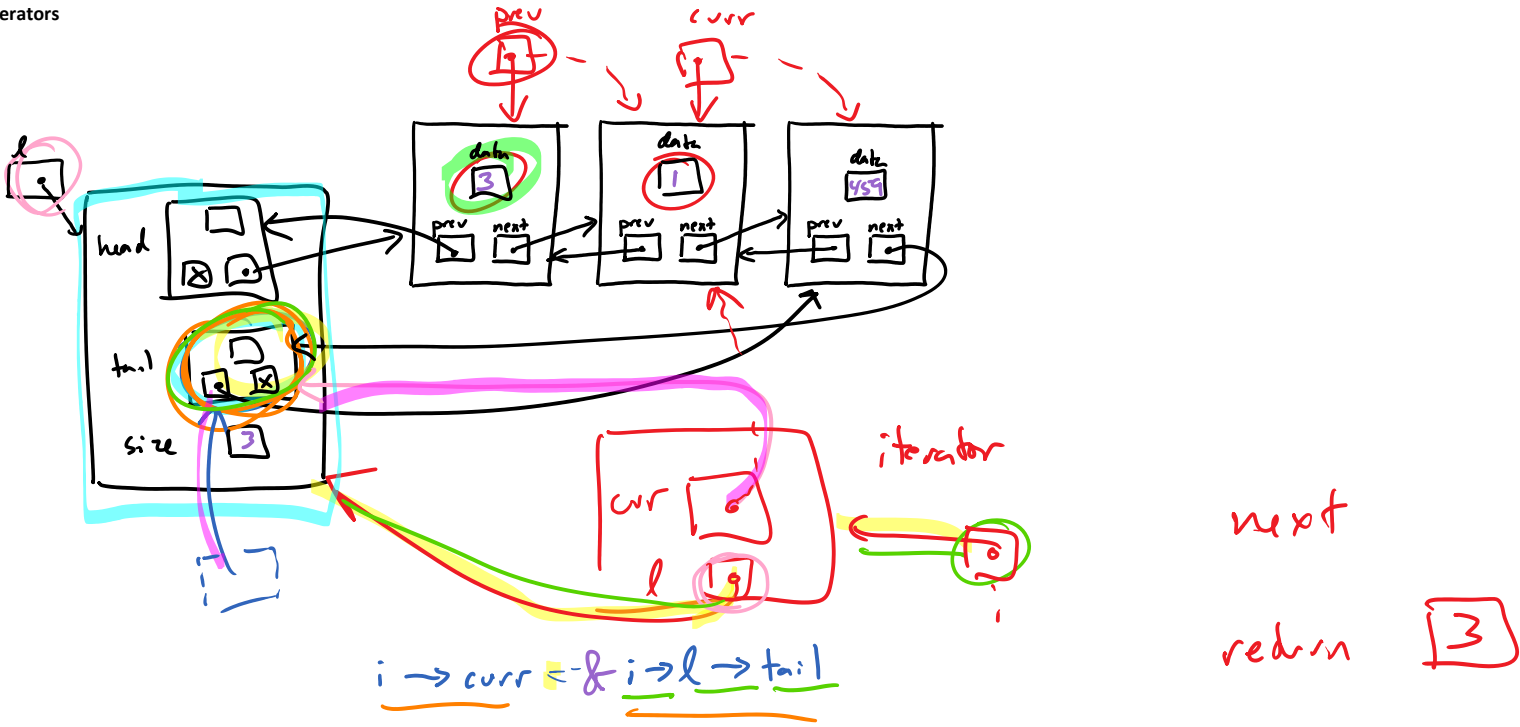 erators
prev
curr
l
data
data
data
3
1
459
head
prev
next
prev
next
prev
next
tail
size
3
iterator
curr
l
i
next
i → curr = & i → l → tail
return 3